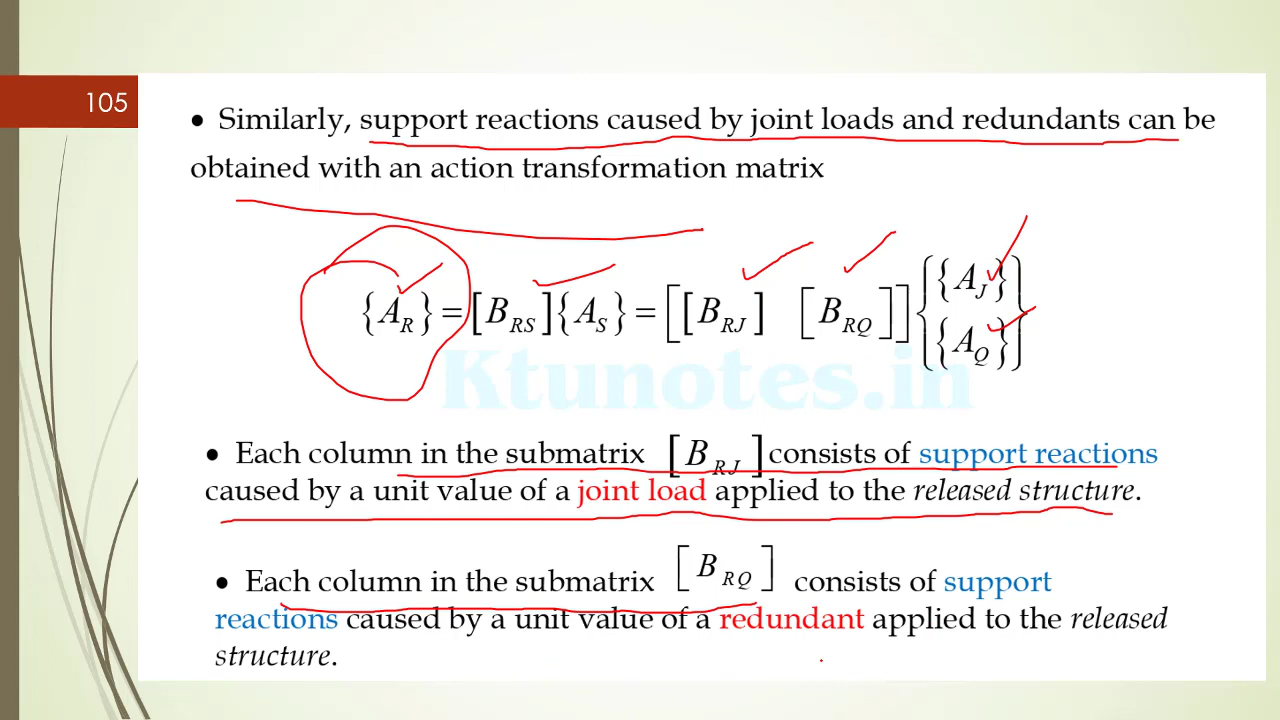 105
• Similarly, support reactions caused by joint loads and redundants can be
obtained with an action transformation matrix
{A_R} = [B_RS]{A_S} = [[B_RJ] [B_RQ]] {{A_J} {A_Q}}
Ktunotes.in
• Each column in the submatrix [B_RJ] consists of support reactions
caused by a unit value of a joint load applied to the released structure.
• Each column in the submatrix [B_RQ] consists of support
reactions caused by a unit value of a redundant applied to the released
structure.